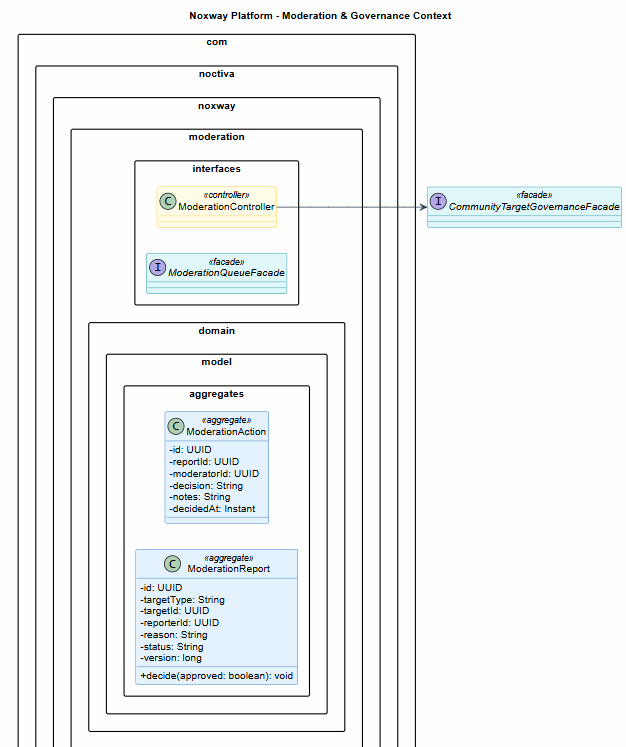 Noxway Platform - Moderation & Governance Context
com
noctiva
noxway
moderation
interfaces
C
«controller»
ModerationController
I
«facade»
CommunityTargetGovernanceFacade
I
«facade»
ModerationQueueFacade
domain
model
aggregates
C
«aggregate»
ModerationAction
-id: UUID
-reportId: UUID
-moderatorId: UUID
-decision: String
-notes: String
-decidedAt: Instant
C
«aggregate»
ModerationReport
-id: UUID
-targetType: String
-targetId: UUID
-reporterId: UUID
-reason: String
-status: String
-version: long
+decide(approved: boolean): void